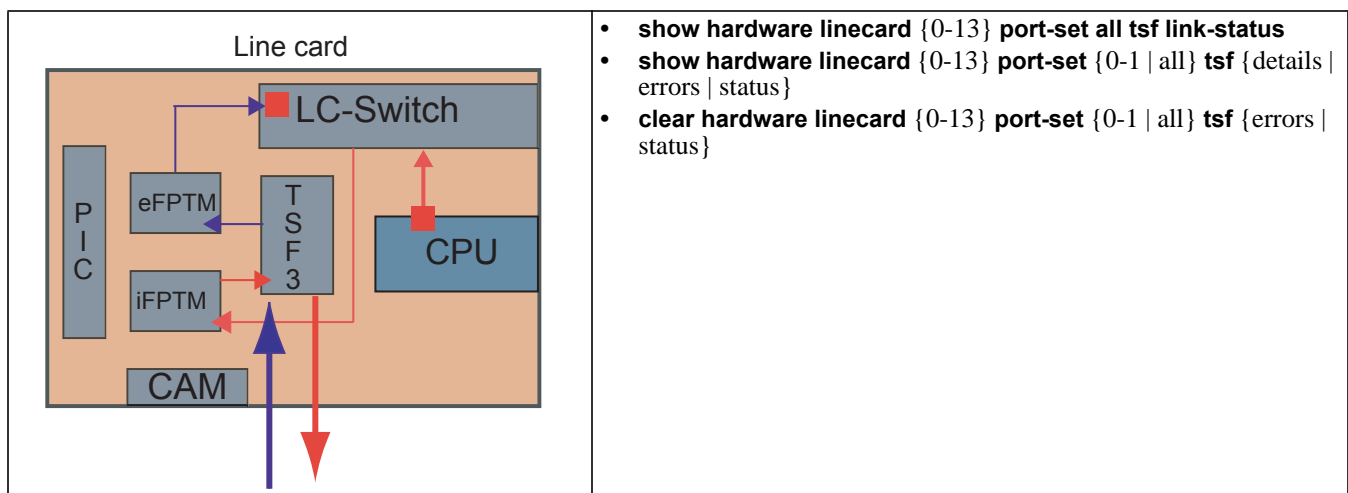 Line card
LC-Switch
PIC
eFPTM
TSF3
CPU
iFPTM
CAM
• show hardware linecard {0-13} port-set all tsf link-status
• show hardware linecard {0-13} port-set {0-1 | all} tsf {details |
errors | status}
• clear hardware linecard {0-13} port-set {0-1 | all} tsf {errors |
status}